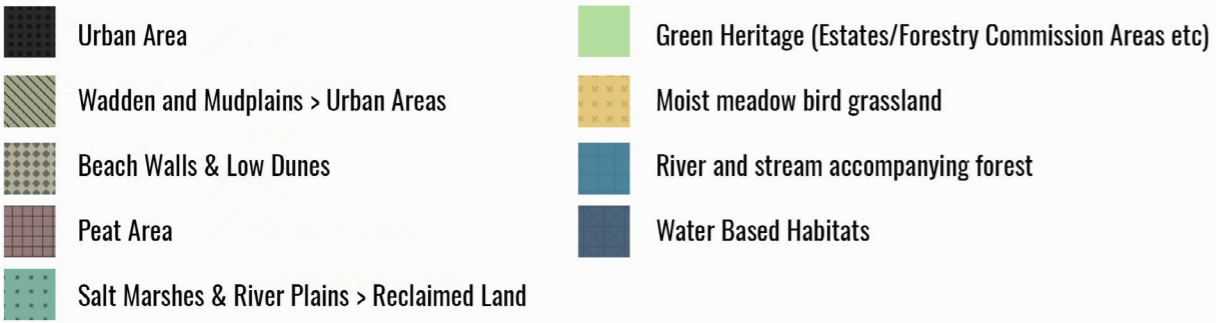 Urban Area
Wadden and Mudplains > Urban Areas
Beach Walls & Low Dunes
Peat Area
Salt Marshes & River Plains > Reclaimed Land
Green Heritage (Estates/Forestry Commission Areas etc)
Moist meadow bird grassland
River and stream accompanying forest
Water Based Habitats